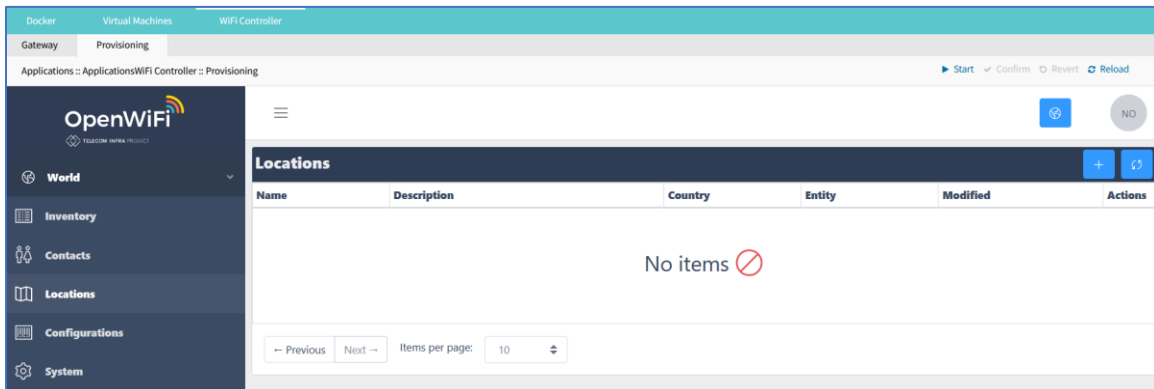 Docker Virtual Machines WiFi Controller
Gateway Provisioning
Applications :: ApplicationsWiFi Controller :: Provisioning Start Confirm Revert Reload
OpenWiFi
TELECOM INFRA PROJECT
NO
World
Locations
Name Description Country Entity Modified Actions
Inventory
Contacts
No items
Locations
Configurations
← Previous Next → Items per page: 10
System